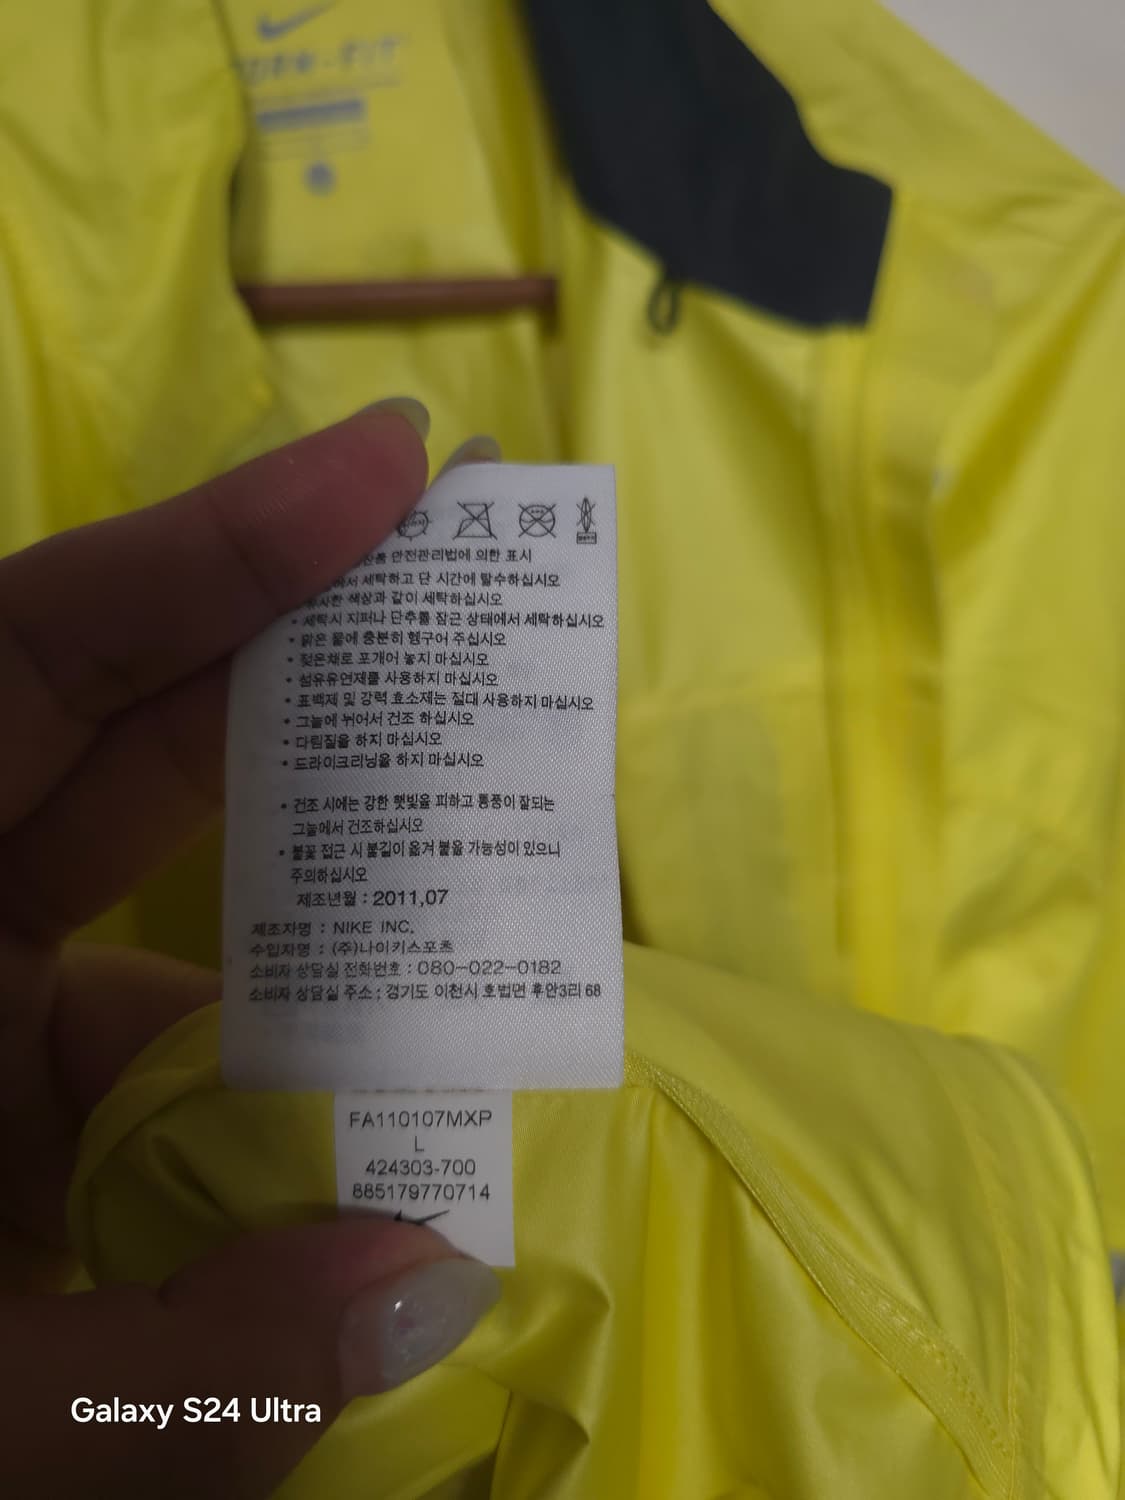 안전관리법에 의한 표시
세탁하고 단 시간에 탈수하십시오
색상과 같이 세탁하십시오
• 세탁시 지퍼나 단추를 잠근 상태에서 세탁하십시오
• 맑은 물에 충분히 헹구어 주십시오
• 젖은채로 포개어 놓지 마십시오
• 섬유유연제를 사용하지 마십시오
• 표백제 및 강력 효소제는 절대 사용하지 마십시오
• 그늘에 뉘어서 건조 하십시오
• 다림질을 하지 마십시오
• 드라이크리닝을 하지 마십시오
• 건조 시에는 강한 햇빛을 피하고 통풍이 잘되는
그늘에서 건조하십시오
• 불꽃 접근 시 불길이 옮겨 붙을 가능성이 있으니
주의하십시오
제조년월 : 2011,07
제조자명 : NIKE INC.
수입자명 : (주)나이키스포츠
소비자 상담실 전화번호 : 080-022-0182
소비자 상담실 주소 : 경기도 이천시 호법면 후안3리 68
FA110107MXP
L
424303-700
885179770714
Galaxy S24 Ultra